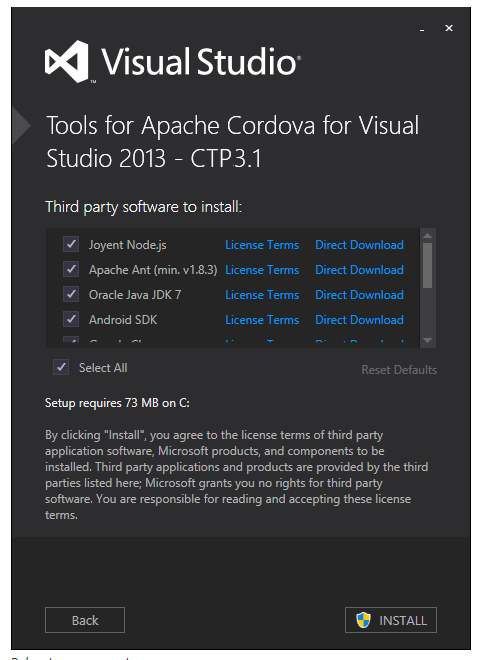 Visual Studio
Tools for Apache Cordova for Visual
Studio 2013 - CTP3.1
Third party software to install:
Joyent Node.js License Terms Direct Download
Apache Ant (min. v1.8.3) License Terms Direct Download
Oracle Java JDK 7 License Terms Direct Download
Android SDK License Terms Direct Download
Select All Reset Defaults
Setup requires 73 MB on C:
By clicking "Install", you agree to the license terms of third party
application software, Microsoft products, and components to be
installed. Third party applications and products are provided by the third
parties listed here; Microsoft grants you no rights for third party
software. You are responsible for reading and accepting these license
terms.
Back INSTALL